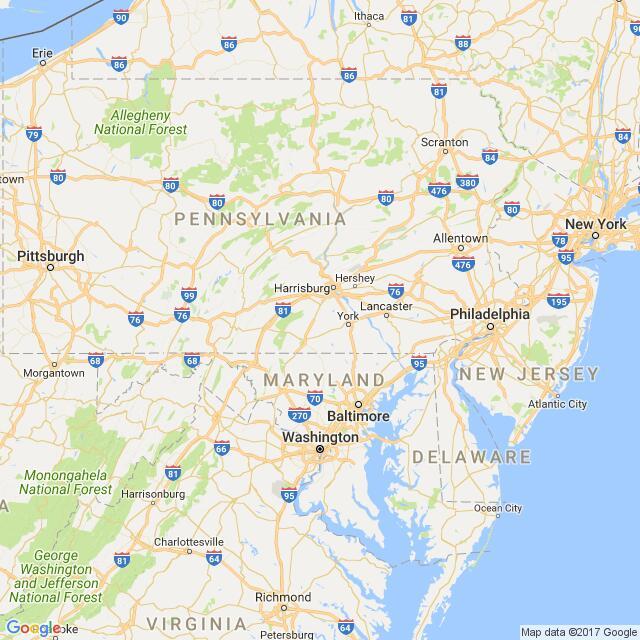 Ithaca
90
81
86
88
Erie
86
86
81
Allegheny
National Forest
79
84
Scranton
84
80
80
80
476
380
80
PENNSYLVANIA
New York
Allentown
78
Pittsburgh
476
95
Hershey
Harrisburg
76
99
195
81
Lancaster
76
76
York
Philadelphia
68
68
95
Morgantown
MARYLAND
NEW JERSEY
70
Atlantic City
270
Baltimore
Washington
66
DELAWARE
Monongahela
National Forest
81
95
Harrisonburg
Ocean City
Charlottesville
George
Washington
and Jefferson
National Forest
81
64
Richmond
VIRGINIA
64
Google
Petersburg
Map data ©2017 Google